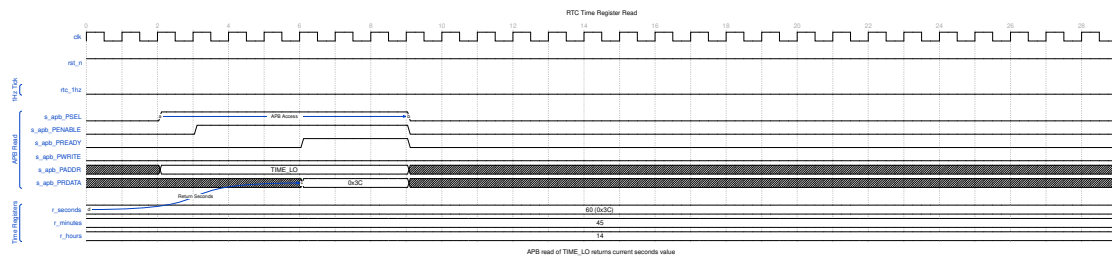 RTC Time Register Read
0 2 4 6 8 10 12 14 16 18 20 22 24 26 28
clk
rst_n
1Hz Tick
rtc_1hz
APB Read
s_apb_PSEL
a APB Access b
s_apb_PENABLE
s_apb_PREADY
s_apb_PWRITE
s_apb_PADDR TIME_LO
s_apb_PRDATA 0x3C
Return Seconds
Time Registers
r_seconds 60 (0x3C)
r_minutes 45
r_hours 14
APB read of TIME_LO returns current seconds value